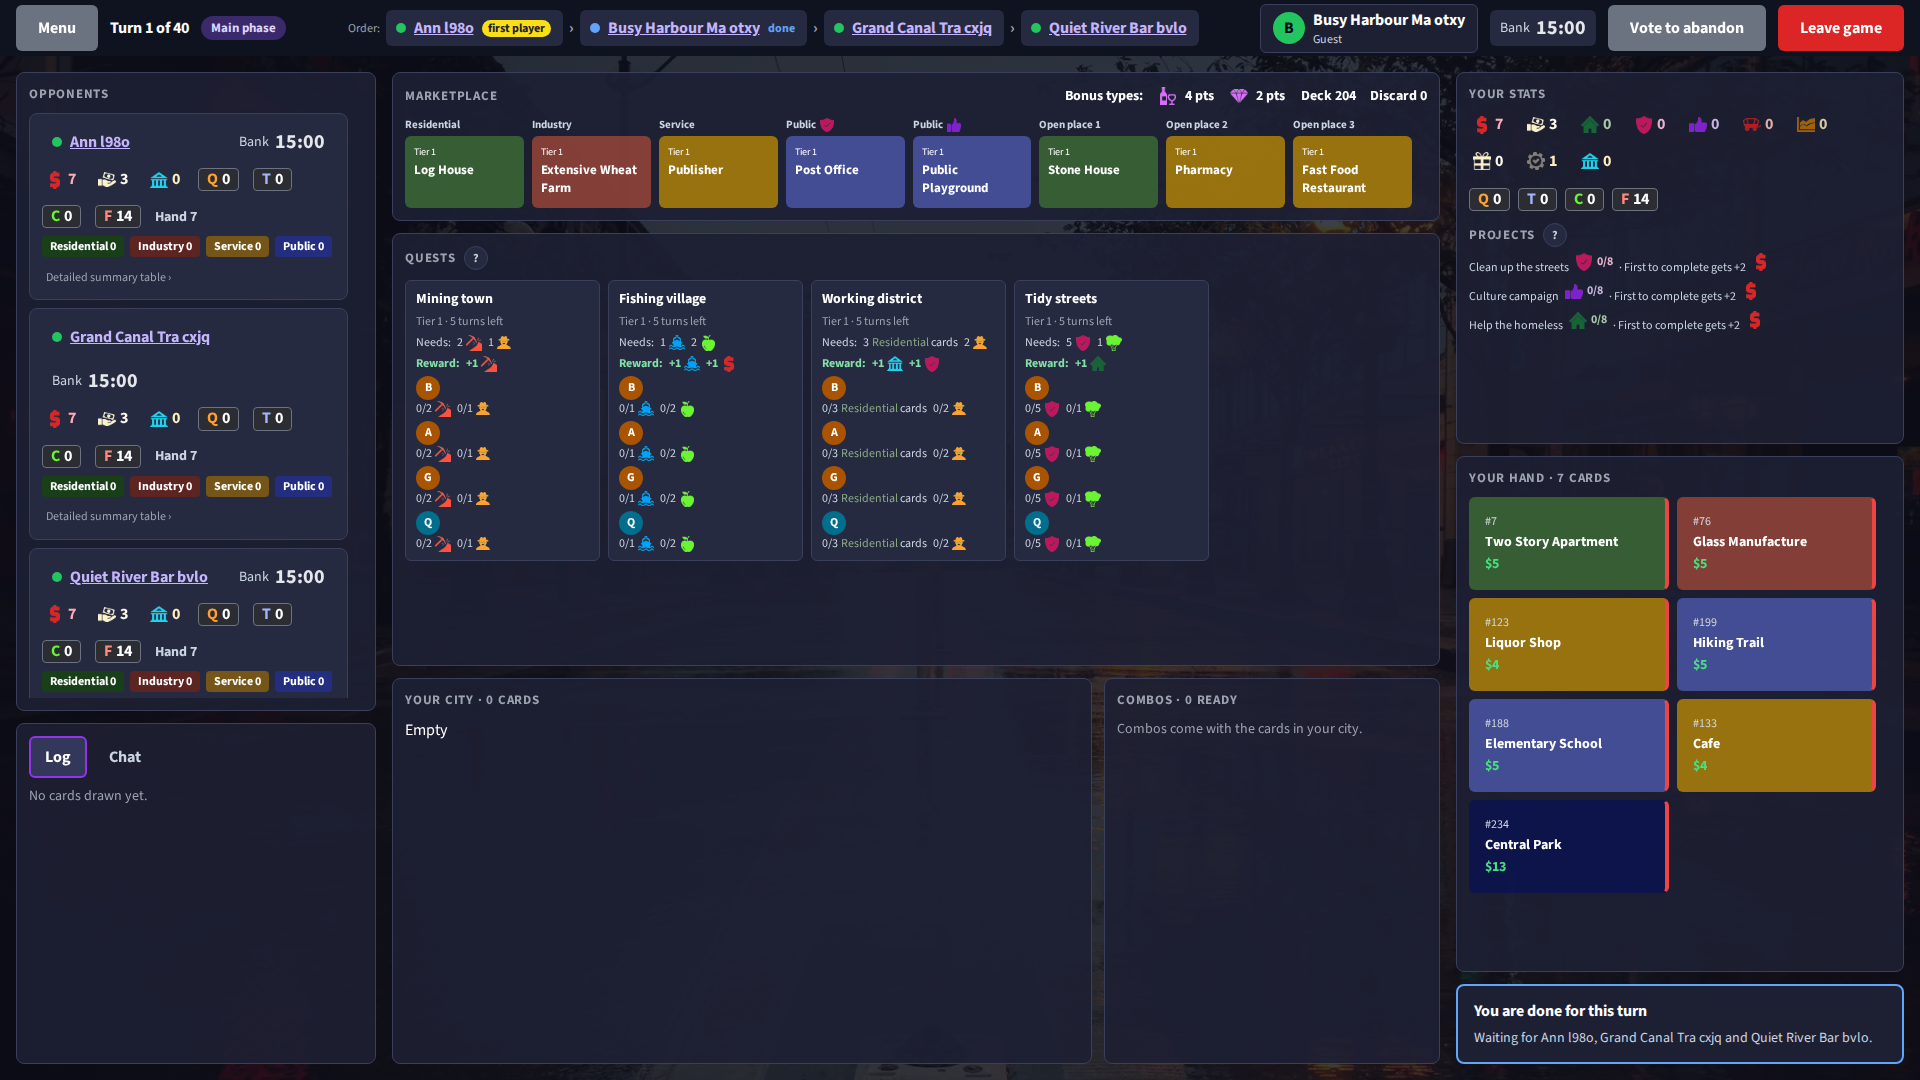 Menu
Turn 1 of 40
Main phase
Order:
Ann l98o first player
›
Busy Harbour Ma otxy done
›
Grand Canal Tra cxjq
›
Quiet River Bar bvlo
B
Busy Harbour Ma otxy
Guest
Bank 15:00
Vote to abandon
Leave game
OPPONENTS
Ann l98o
Bank 15:00
7 3 0 Q 0 T 0
C 0 F 14 Hand 7
Residential 0 Industry 0 Service 0 Public 0
Detailed summary table ›
Grand Canal Tra cxjq
Bank 15:00
7 3 0 Q 0 T 0
C 0 F 14 Hand 7
Residential 0 Industry 0 Service 0 Public 0
Detailed summary table ›
Quiet River Bar bvlo
Bank 15:00
7 3 0 Q 0 T 0
C 0 F 14 Hand 7
Residential 0 Industry 0 Service 0 Public 0
Log
Chat
No cards drawn yet.
MARKETPLACE
Bonus types: 4 pts 2 pts Deck 204 Discard 0
Residential
Tier 1
Log House
Industry
Tier 1
Extensive Wheat
Farm
Service
Tier 1
Publisher
Public
Tier 1
Post Office
Public
Tier 1
Public
Playground
Open place 1
Tier 1
Stone House
Open place 2
Tier 1
Pharmacy
Open place 3
Tier 1
Fast Food
Restaurant
QUESTS ?
Mining town
Tier 1 · 5 turns left
Needs: 2 1
Reward: +1
B
0/2 0/1
A
0/2 0/1
G
0/2 0/1
Q
0/2 0/1
Fishing village
Tier 1 · 5 turns left
Needs: 1 2
Reward: +1 +1
B
0/1 0/2
A
0/1 0/2
G
0/1 0/2
Q
0/1 0/2
Working district
Tier 1 · 5 turns left
Needs: 3 Residential cards 2
Reward: +1 +1
B
0/3 Residential cards 0/2
A
0/3 Residential cards 0/2
G
0/3 Residential cards 0/2
Q
0/3 Residential cards 0/2
Tidy streets
Tier 1 · 5 turns left
Needs: 5 1
Reward: +1
B
0/5 0/1
A
0/5 0/1
G
0/5 0/1
Q
0/5 0/1
YOUR CITY · 0 CARDS
Empty
COMBOS · 0 READY
Combos come with the cards in your city.
YOUR STATS
7 3 0 0 0 0 0
0 1 0
Q 0 T 0 C 0 F 14
PROJECTS ?
Clean up the streets 0/8 · First to complete gets +2
Culture campaign 0/8 · First to complete gets +2
Help the homeless 0/8 · First to complete gets +2
YOUR HAND · 7 CARDS
#7
Two Story Apartment
$5
#76
Glass Manufacture
$5
#123
Liquor Shop
$4
#199
Hiking Trail
$5
#188
Elementary School
$5
#133
Cafe
$4
#234
Central Park
$13
You are done for this turn
Waiting for Ann l98o, Grand Canal Tra cxjq and Quiet River Bar bvlo.